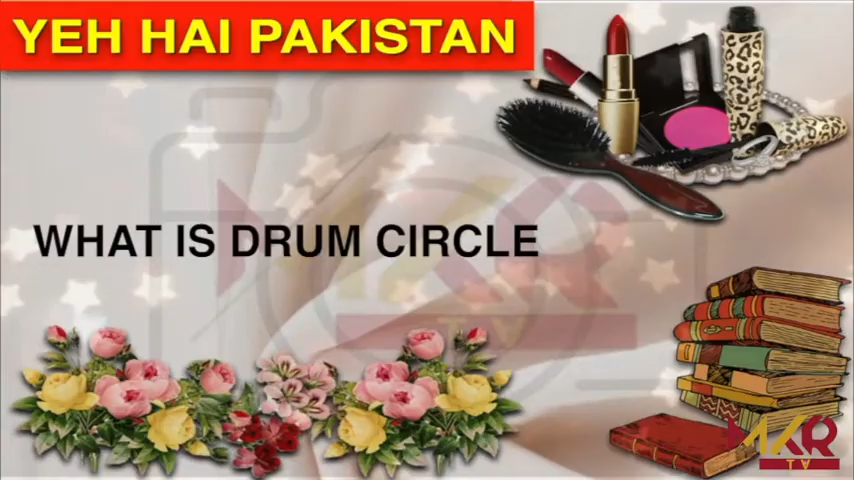 YEH HAI PAKISTAN
WHAT IS DRUM CIRCLE
MKR
TV